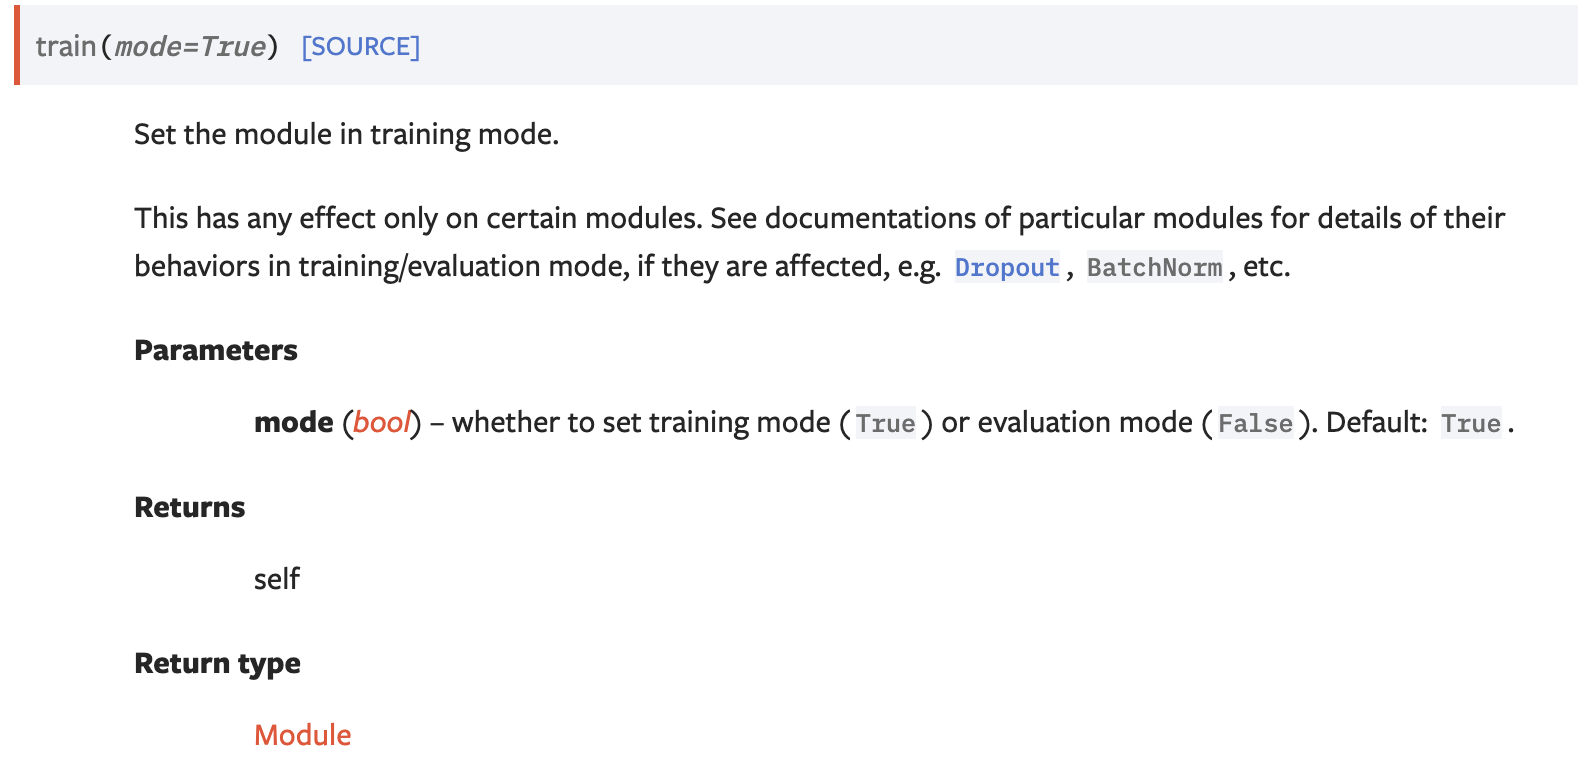 train(mode=True) [SOURCE]
Set the module in training mode.
This has any effect only on certain modules. See documentations of particular modules for details of their
behaviors in training/evaluation mode, if they are affected, e.g. Dropout, BatchNorm, etc.
Parameters
mode (bool) – whether to set training mode (True) or evaluation mode (False). Default: True.
Returns
self
Return type
Module